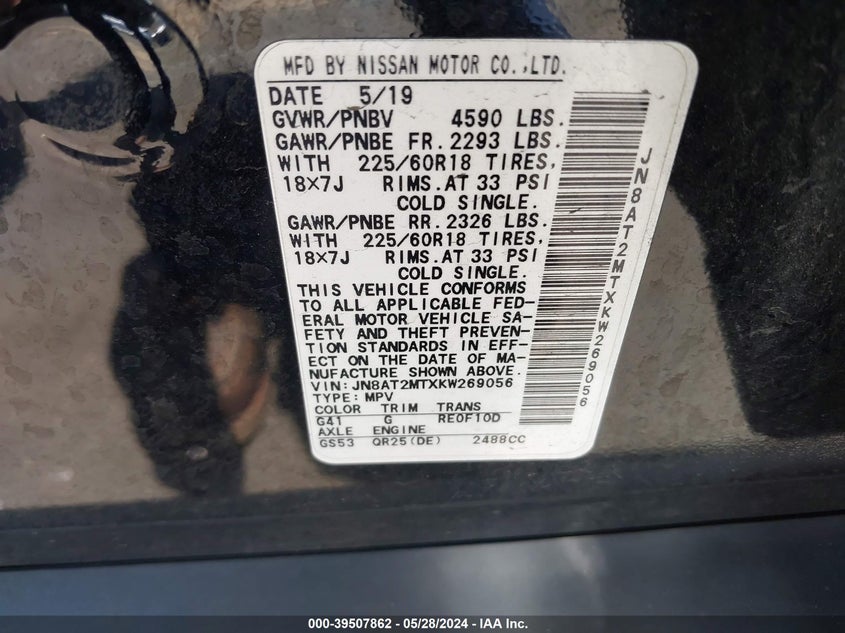 MFD BY NISSAN MOTOR CO.,LTD.
DATE 5/19
GVWR/PNBV 4590 LBS.
GAWR/PNBE FR.2293 LBS.
WITH 225/60R18 TIRES,
18×7J RIMS.AT 33 PSI
COLD SINGLE.
GAWR/PNBE RR.2326 LBS.
WITH 225/60R18 TIRES,
18×7J RIMS.AT 33 PSI
COLD SINGLE.
THIS VEHICLE CONFORMS
TO ALL APPLICABLE FED-
ERAL MOTOR VEHICLE SA-
FETY AND THEFT PREVEN-
TION STANDARDS IN EFF-
ECT ON THE DATE OF MA-
NUFACTURE SHOWN ABOVE.
VIN:JN8AT2MTXKW269056
TYPE:MPV
COLOR TRIM TRANS
G41 G RE0F10D
AXLE ENGINE
GS53 QR25(DE) 2488CC
JN8AT2MTXKW269056
000-39507862 - 05/28/2024 - IAA Inc.